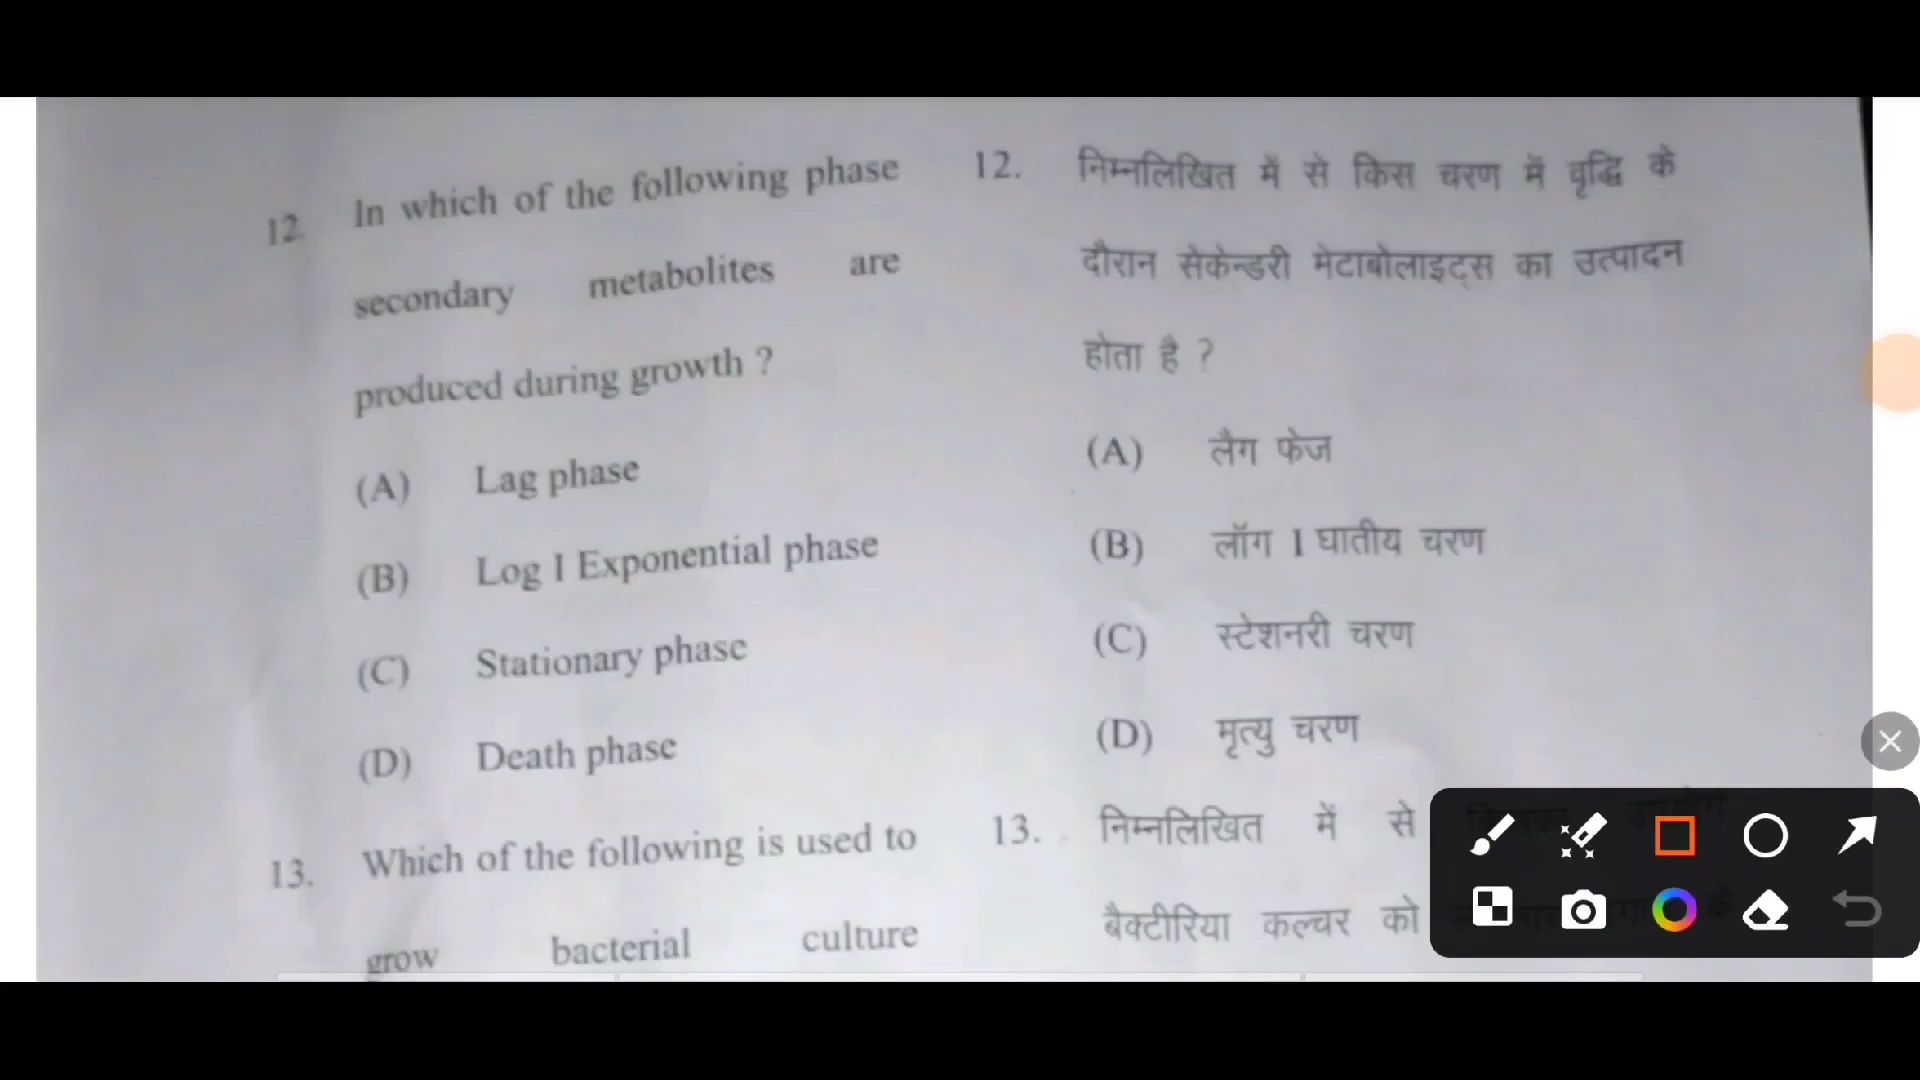 12. In which of the following phase
secondary metabolites are
produced during growth ?
(A) Lag phase
(B) Log I Exponential phase
(C) Stationary phase
(D) Death phase
13. Which of the following is used to
grow bacterial culture
12. निम्नलिखित में से किस चरण में वृद्धि के
दौरान सेकेन्डरी मेटाबोलाइट्स का उत्पादन
होता है ?
(A) लैग फेज
(B) लॉग I घातीय चरण
(C) स्टेशनरी चरण
(D) मृत्यु चरण
13. निम्नलिखित में से
बैक्टीरिया कल्चर को